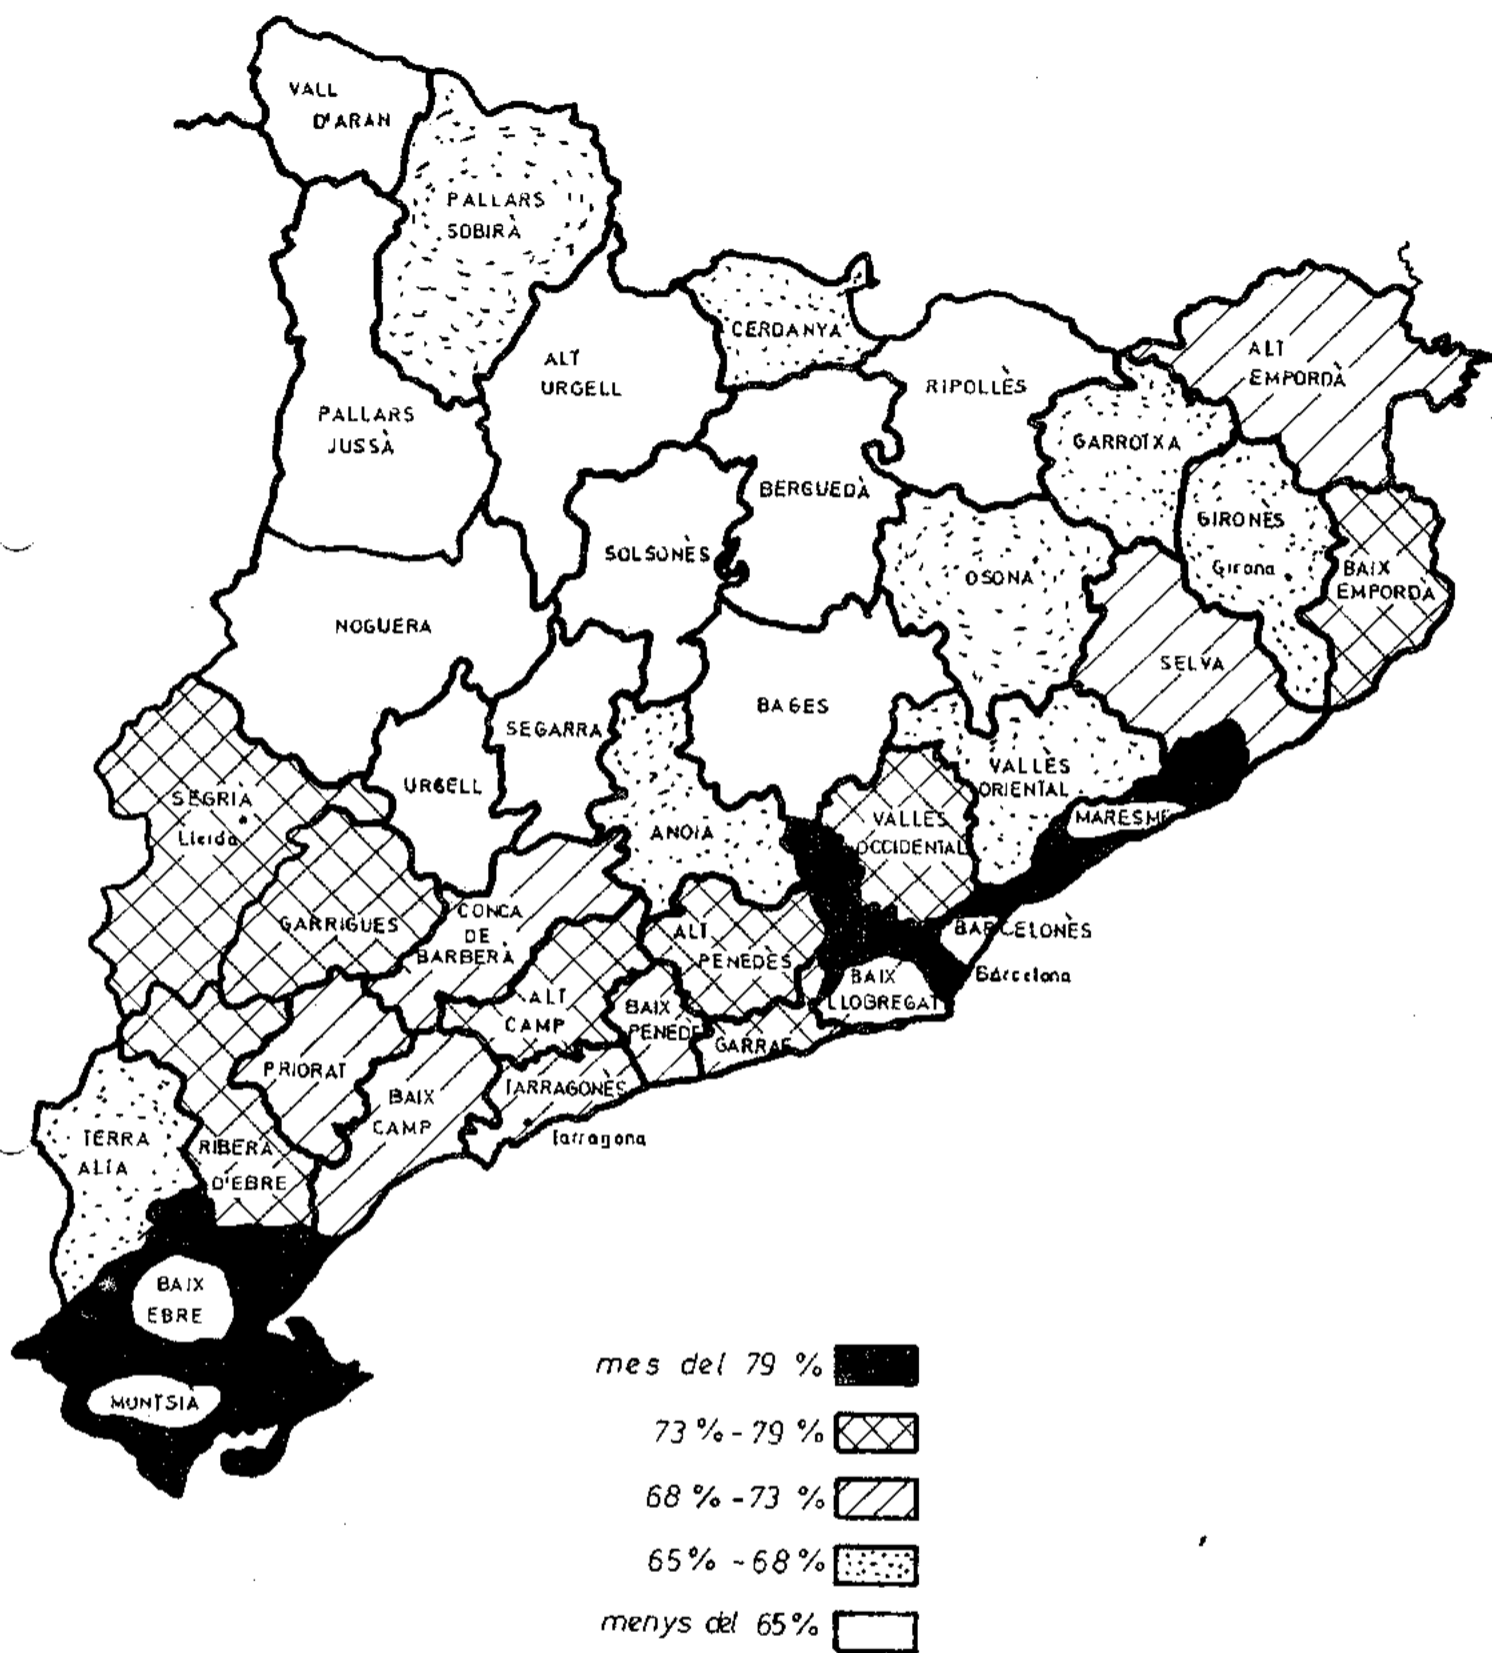 VALL
D'ARAN
PALLARS
SOBIRÀ
CERDANYA
ALT
URGELL
RIPOLLÈS
ALT
EMPORDÀ
PALLARS
JUSSÀ
GARROTXA
BERGUEDÀ
GIRONÈS
Girona
SOLSONÈS
OSONA
BAIX
EMPORDÀ
NOGUERA
SELVA
BAGES
SEGARRA
URGELL
VALLÈS
ORIENTAL
SEGRIÀ
Lleida
MARESME
ANOIA
VALLÈS
OCCIDENTAL
GARRIGUES
CONCA
DE
BARBERÀ
ALT
PENEDÈS
BARCELONÈS
Barcelona
BAIX
LLOBREGAT
ALT
CAMP
BAIX
PENEDÈ
GARRAF
PRIORAT
BAIX
CAMP
TARRAGONÈS
Tarragona
TERRA
ALTA
RIBERA
D'EBRE
BAIX
EBRE
MONTSIÀ
mes del 79 %
73 % - 79 %
68 % - 73 %
65% - 68 %
menys del 65%